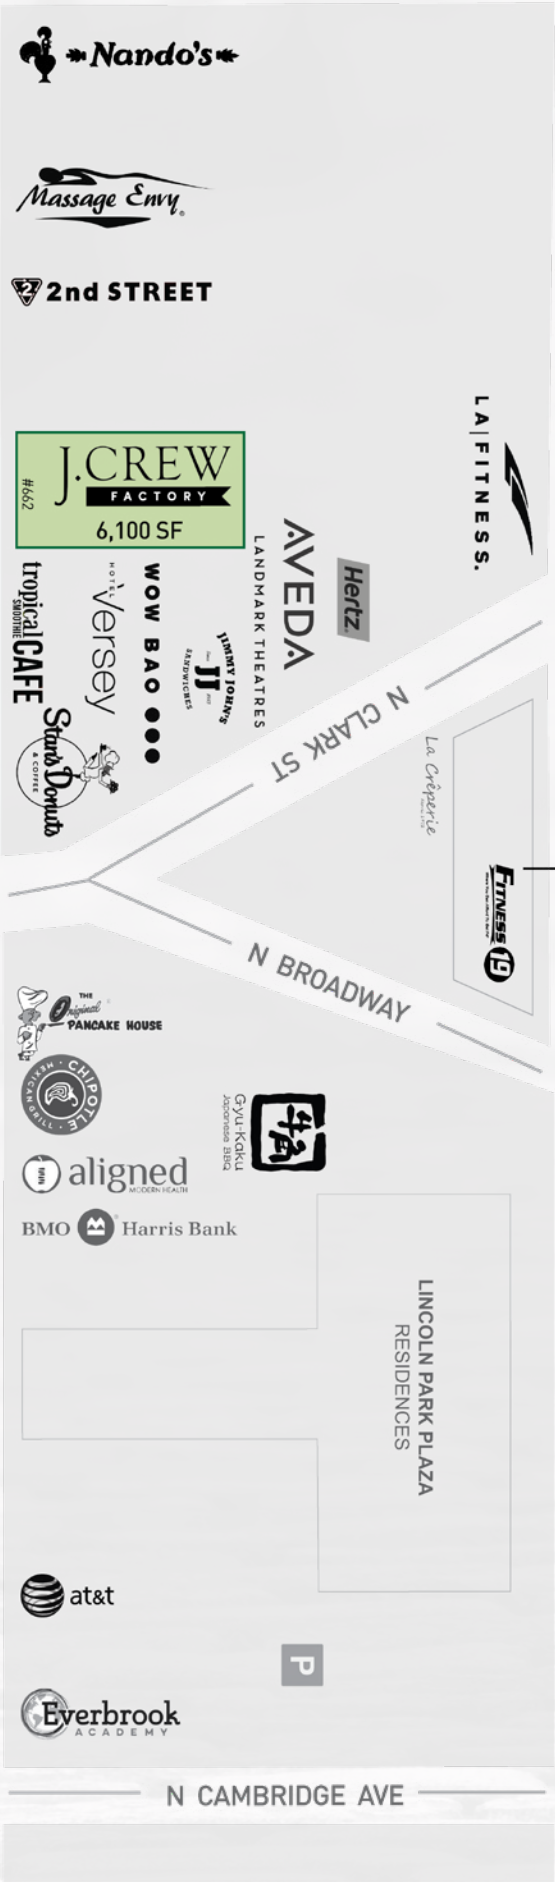 Nando's
Massage Envy
2 2nd STREET
LA|FITNESS.
J.CREW
FACTORY
#662
6,100 SF
AVEDA
LANDMARK THEATRES
Hertz.
tropical
SMOOTHIE
CAFE
HOTEL
Versey
WOW BAO
JIMMY JOHN'S
JJ
SANDWICHES
Stan's Donuts
& COFFEE
N CLARK ST
La Crêperie
FITNESS 19
N BROADWAY
THE
Original
PANCAKE HOUSE
CHIPOTLE
MEXICAN GRILL
牛角
Gyu-Kaku
Japanese BBQ
aligned
MODERN HEALTH
BMO Harris Bank
LINCOLN PARK PLAZA
RESIDENCES
at&t
P
Everbrook
ACADEMY
N CAMBRIDGE AVE